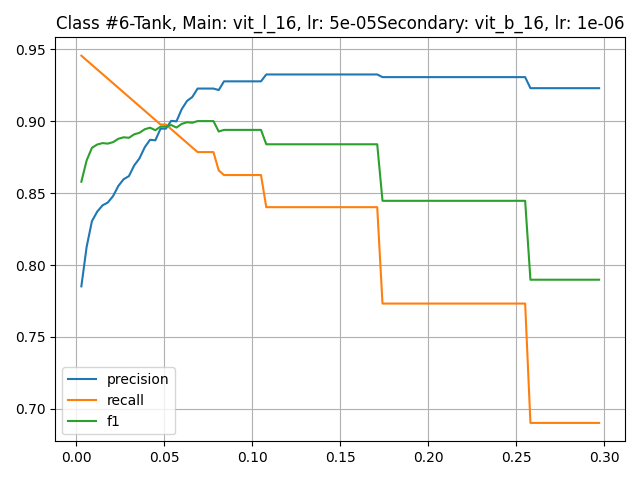 Class #6-Tank, Main: vit_l_16, lr: 5e-05Secondary: vit_b_16, lr: 1e-06
0.95
0.90
0.85
0.80
0.75
0.70
precision
recall
f1
0.00 0.05 0.10 0.15 0.20 0.25 0.30